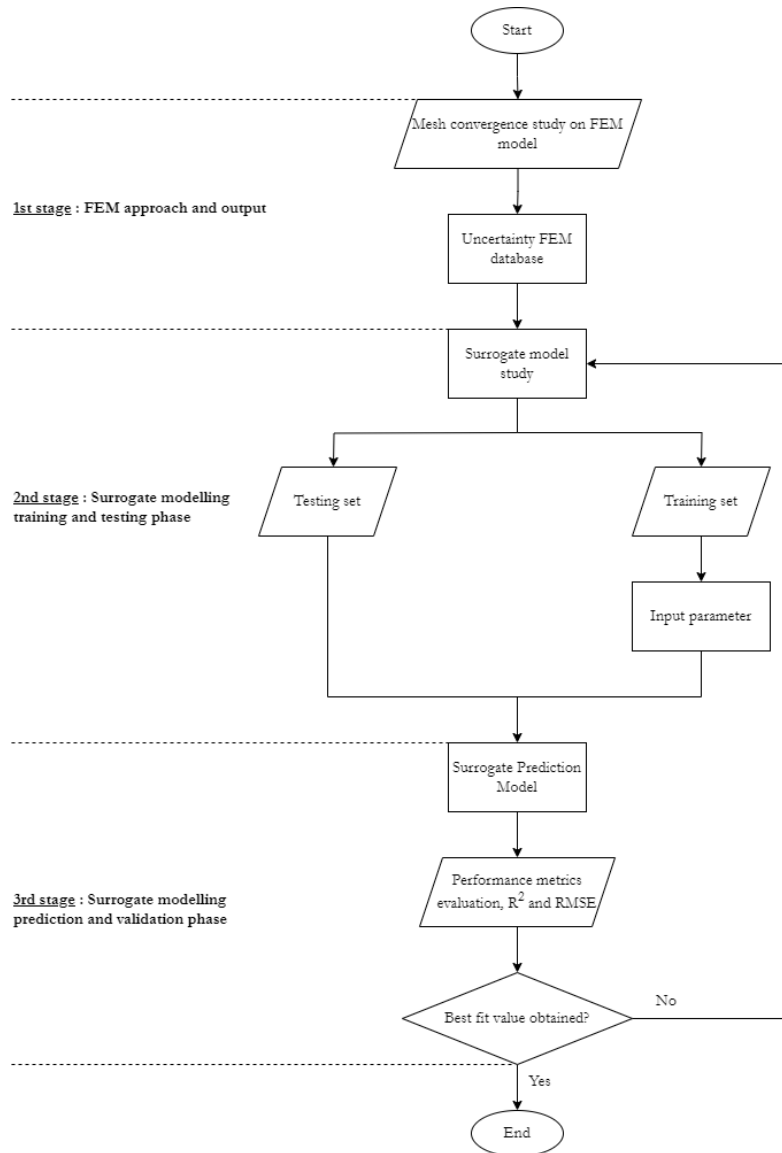 Start
Mesh convergence study on FEM
model
1st stage : FEM approach and output
Uncertainty FEM
database
Surrogate model
study
2nd stage : Surrogate modelling
training and testing phase
Testing set
Training set
Input parameter
Surrogate Prediction
Model
3rd stage : Surrogate modelling
prediction and validation phase
Performance metrics
evaluation, R² and RMSE
Best fit value obtained?
No
Yes
End